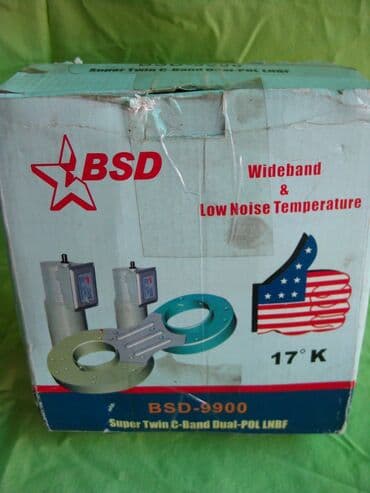 Super Twin C-Band Dual-POL LNBF
BSD
Wideband
&
Low Noise Temperature
17°K
BSD-9900
Super Twin C-Band Dual-POL LNBF